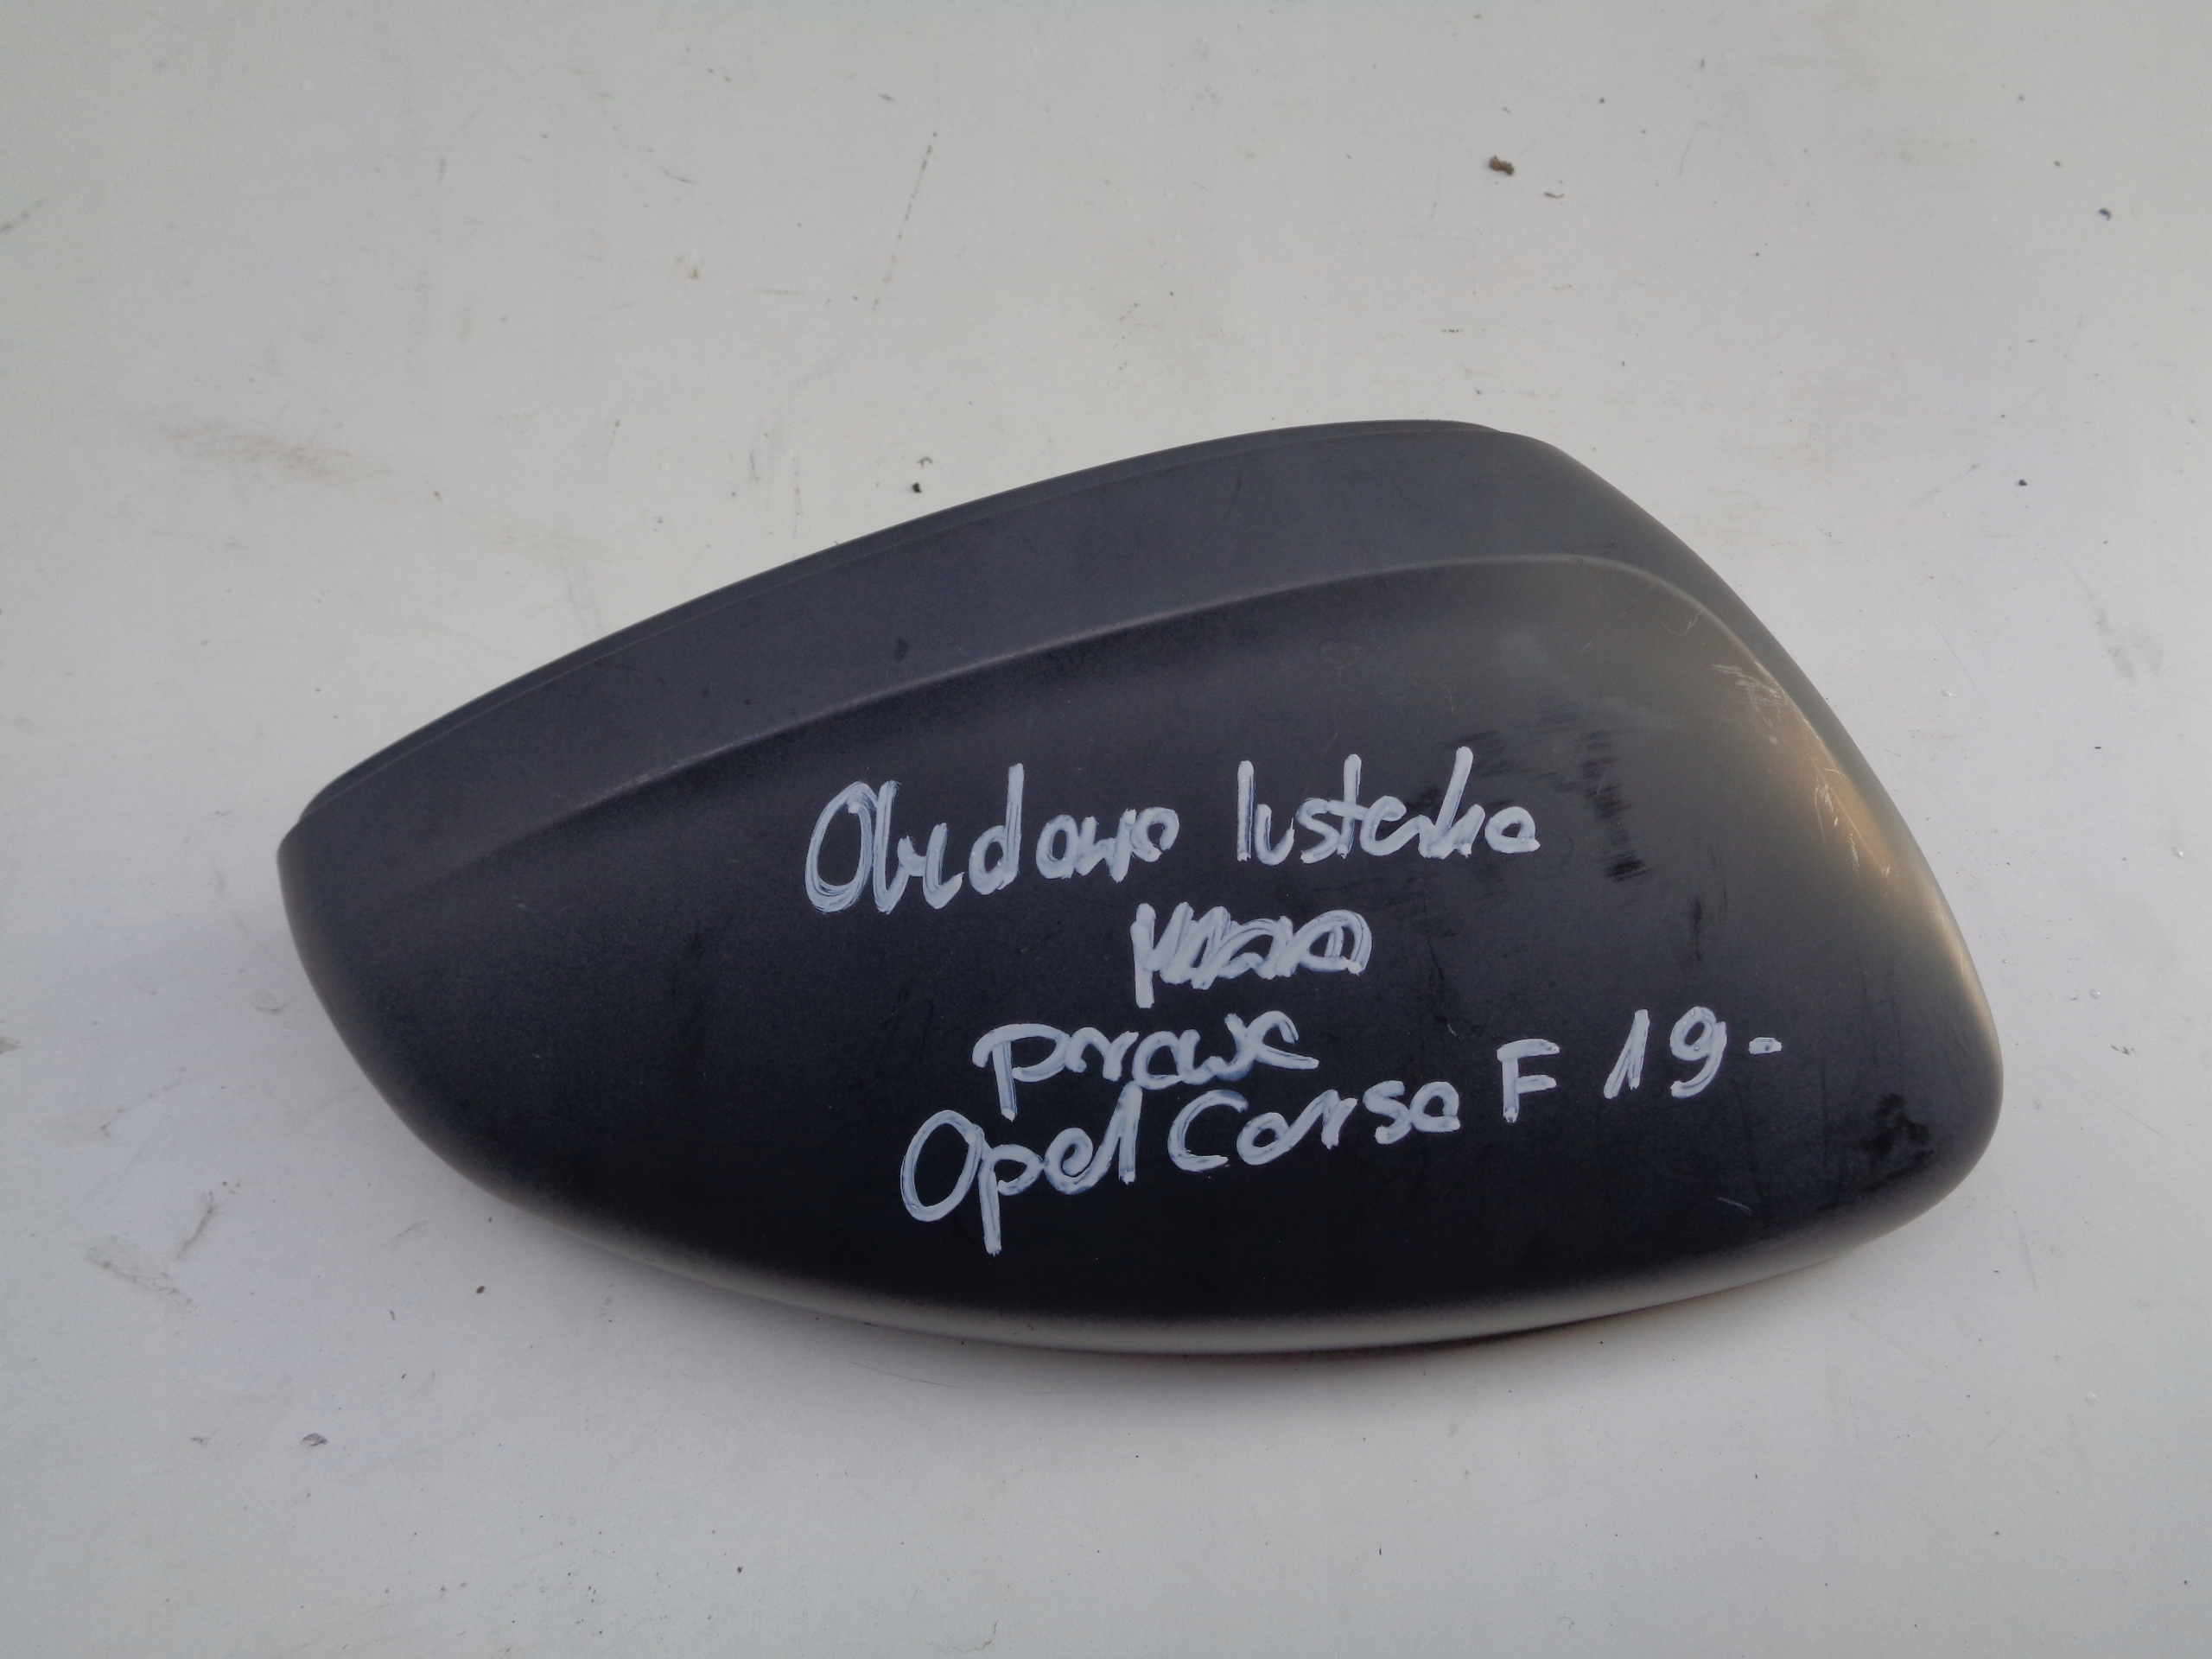 Obudowa lusterka
prawa
Opel Corsa F 19-